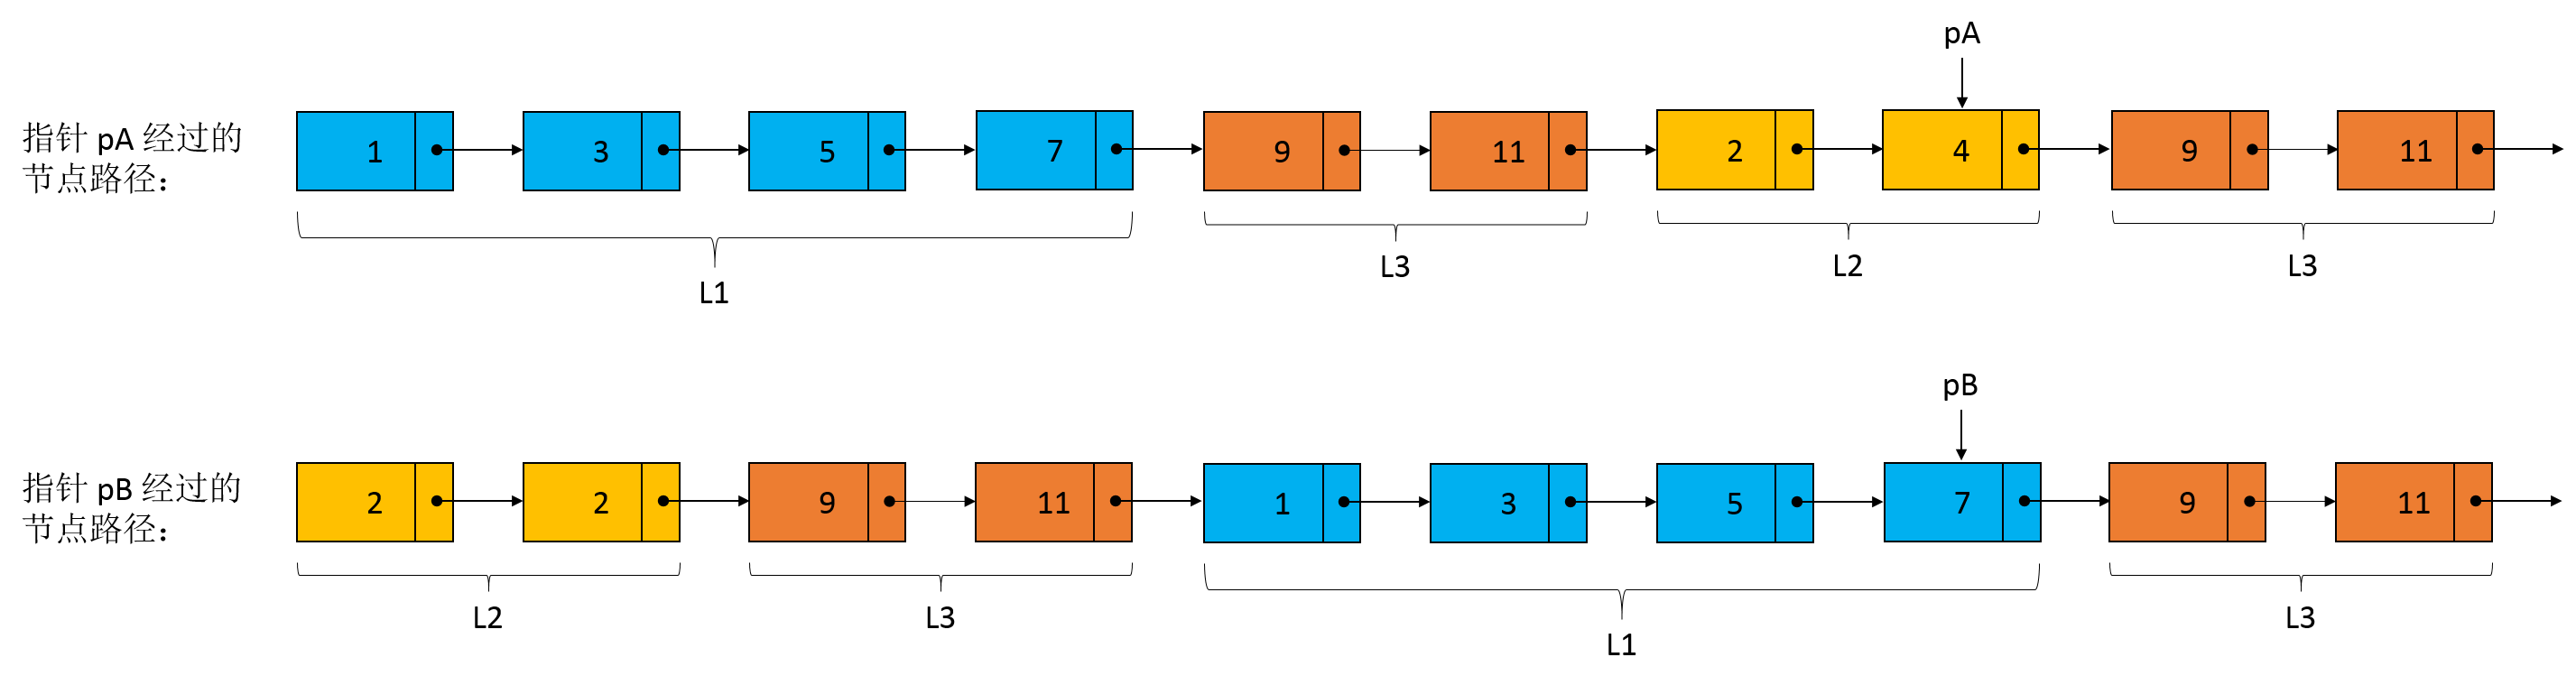 pA
指针 pA 经过的
节点路径：
1 3 5 7 9 11 2 4 9 11
L1 L3 L2 L3
pB
指针 pB 经过的
节点路径：
2 2 9 11 1 3 5 7 9 11
L2 L3 L1 L3